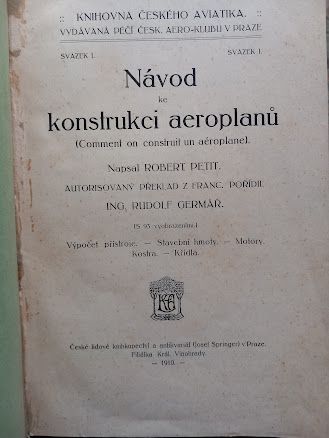 :: KNIHOVNA ČESKÉHO AVIATIKA. ::
VYDÁVANÁ PÉČÍ ČESK. AERO-KLUBU V PRAZE
SVAZEK I. SVAZEK I.
Návod
ke
konstrukci aeroplanů
(Comment on construit un aéroplane).
Napsal ROBERT PETIT.
AUTORISOVANÝ PŘEKLAD Z FRANC. POŘÍDIL
ING. RUDOLF GERMÁŘ.
(S 93 vyobrazeními.)
Výpočet přístroje. — Stavební hmoty. — Motory.
Kostra. — Křídla.
České lidové knihkupectví a antikvariát (Josef Springer) v Praze.
Filiálka Král. Vinohrady.
— 1910. —